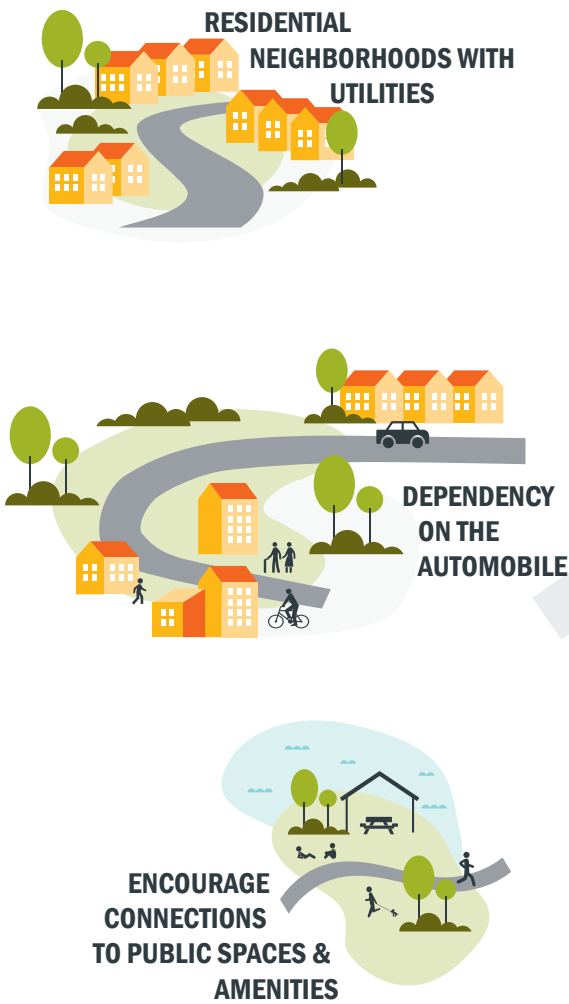 RESIDENTIAL
NEIGHBORHOODS WITH
UTILITIES
DEPENDENCY
ON THE
AUTOMOBILE
ENCOURAGE
CONNECTIONS
TO PUBLIC SPACES &
AMENITIES